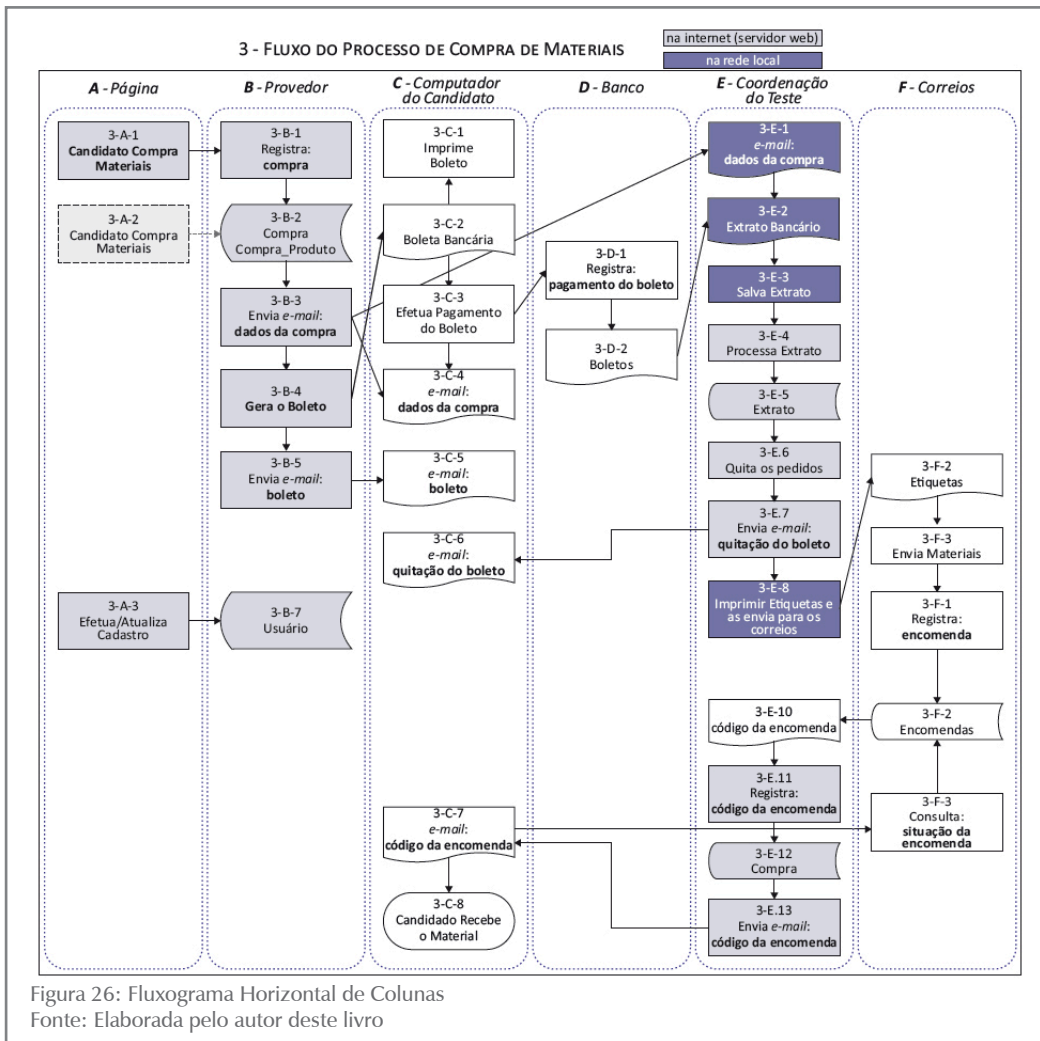 3 - FLUXO DO PROCESSO DE COMPRA DE MATERIAIS
na internet (servidor web)
na rede local
A - Página
B - Provedor
C - Computador
do Candidato
D - Banco
E - Coordenação
do Teste
F - Correios
3-A-1
Candidato Compra
Materiais
3-A-2
Candidato Compra
Materiais
3-A-3
Efetua/Atualiza
Cadastro
3-B-1
Registra:
compra
3-B-2
Compra
Compra_Produto
3-B-3
Envia e-mail:
dados da compra
3-B-4
Gera o Boleto
3-B-5
Envia e-mail:
boleto
3-B-7
Usuário
3-C-1
Imprime
Boleto
3-C-2
Boleta Bancária
3-C-3
Efetua Pagamento
do Boleto
3-C-4
e-mail:
dados da compra
3-C-5
e-mail:
boleto
3-C-6
e-mail:
quitação do boleto
3-C-7
e-mail:
código da encomenda
3-C-8
Candidado Recebe
o Material
3-D-1
Registra:
pagamento do boleto
3-D-2
Boletos
3-E-1
e-mail:
dados da compra
3-E-2
Extrato Bancário
3-E-3
Salva Extrato
3-E-4
Processa Extrato
3-E-5
Extrato
3-E.6
Quita os pedidos
3-E.7
Envia e-mail:
quitação do boleto
3-E-8
Imprimir Etiquetas e
as envia para os
correios
3-E-10
código da encomenda
3-E.11
Registra:
código da encomenda
3-E-12
Compra
3-E.13
Envia e-mail:
código da encomenda
3-F-2
Etiquetas
3-F-3
Envia Materiais
3-F-1
Registra:
encomenda
3-F-2
Encomendas
3-F-3
Consulta:
situação da
encomenda
Figura 26: Fluxograma Horizontal de Colunas
Fonte: Elaborada pelo autor deste livro